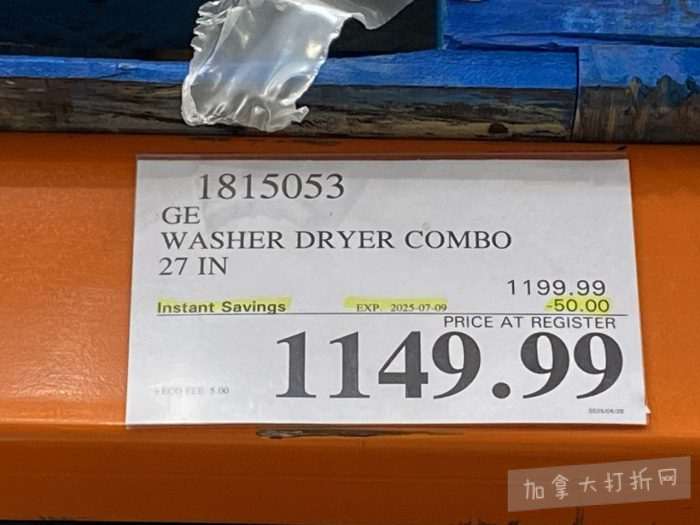 1815053
GE
WASHER DRYER COMBO
27 IN
1199.99
Instant Savings EXP. 2025-07-09 -50.00
PRICE AT REGISTER
1149.99
+ECO FEE 5.00
加拿大打折网